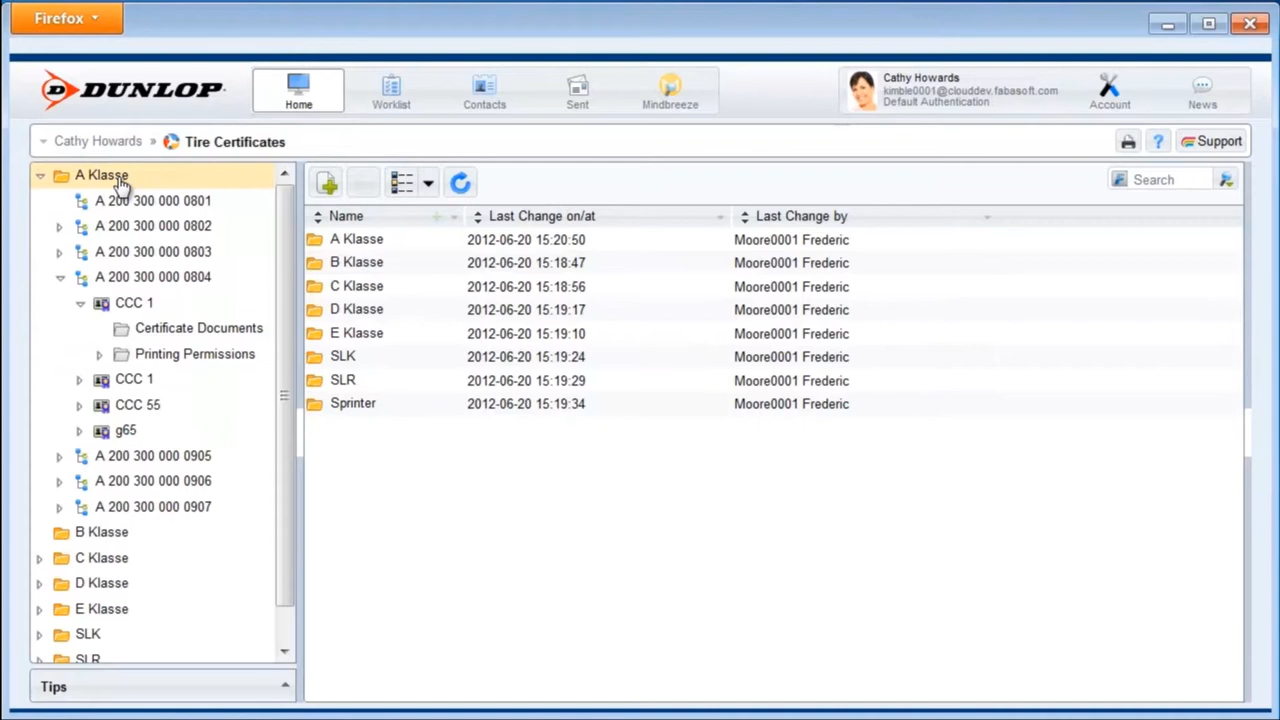 Firefox
DUNLOP
Home
Worklist
Contacts
Sent
Mindbreeze
Cathy Howards
kimble0001@clouddev.fabasoft.com
Default Authentication
Account
News
Cathy Howards » Tire Certificates
? Support
A Klasse
A 200 300 000 0801
A 200 300 000 0802
A 200 300 000 0803
A 200 300 000 0804
CCC 1
Certificate Documents
Printing Permissions
CCC 1
CCC 55
g65
A 200 300 000 0905
A 200 300 000 0906
A 200 300 000 0907
B Klasse
C Klasse
D Klasse
E Klasse
SLK
SLR
Tips
Search
Name Last Change on/at Last Change by
A Klasse 2012-06-20 15:20:50 Moore0001 Frederic
B Klasse 2012-06-20 15:18:47 Moore0001 Frederic
C Klasse 2012-06-20 15:18:56 Moore0001 Frederic
D Klasse 2012-06-20 15:19:17 Moore0001 Frederic
E Klasse 2012-06-20 15:19:10 Moore0001 Frederic
SLK 2012-06-20 15:19:24 Moore0001 Frederic
SLR 2012-06-20 15:19:29 Moore0001 Frederic
Sprinter 2012-06-20 15:19:34 Moore0001 Frederic